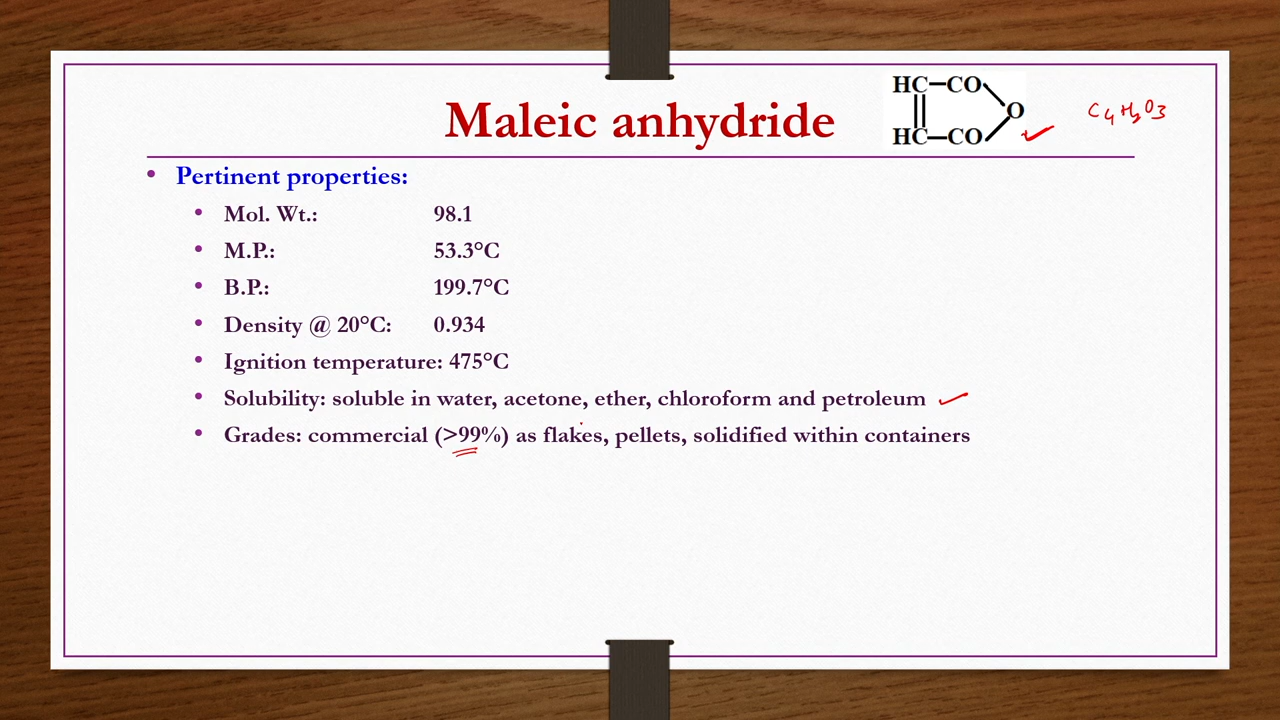 Maleic anhydride
HC–CO
O
HC–CO
C4H2O3
• Pertinent properties:
• Mol. Wt.: 98.1
• M.P.: 53.3°C
• B.P.: 199.7°C
• Density @ 20°C: 0.934
• Ignition temperature: 475°C
• Solubility: soluble in water, acetone, ether, chloroform and petroleum
• Grades: commercial (>99%) as flakes, pellets, solidified within containers